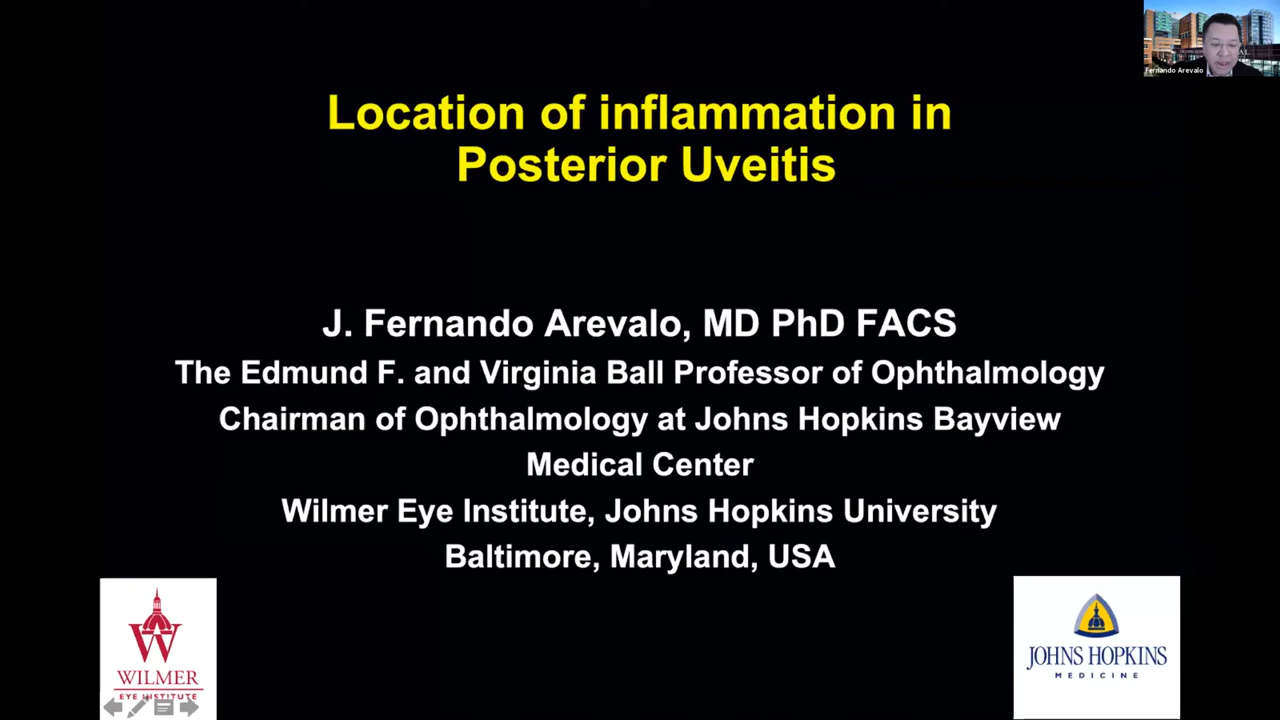 Fernando Arevalo
Location of inflammation in
Posterior Uveitis
J. Fernando Arevalo, MD PhD FACS
The Edmund F. and Virginia Ball Professor of Ophthalmology
Chairman of Ophthalmology at Johns Hopkins Bayview
Medical Center
Wilmer Eye Institute, Johns Hopkins University
Baltimore, Maryland, USA
W
WILMER
EYE INSTITUTE
JOHNS HOPKINS
MEDICINE